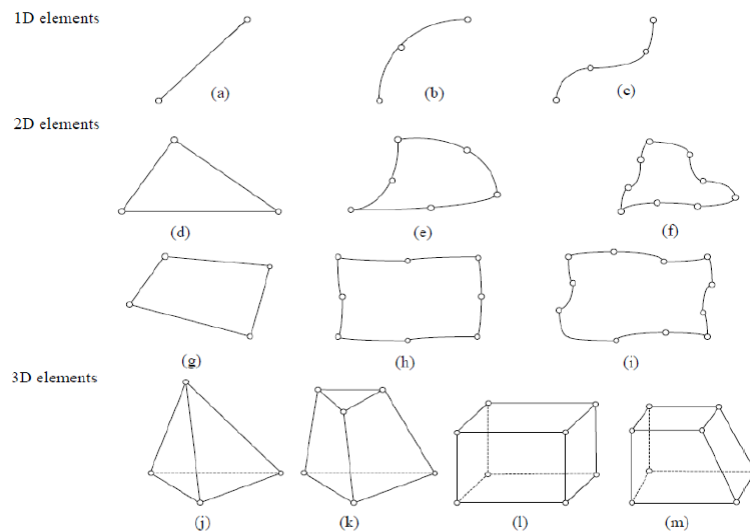 1D elements
(a) (b) (c)
2D elements
(d) (e) (f)
(g) (h) (i)
3D elements
(j) (k) (l) (m)